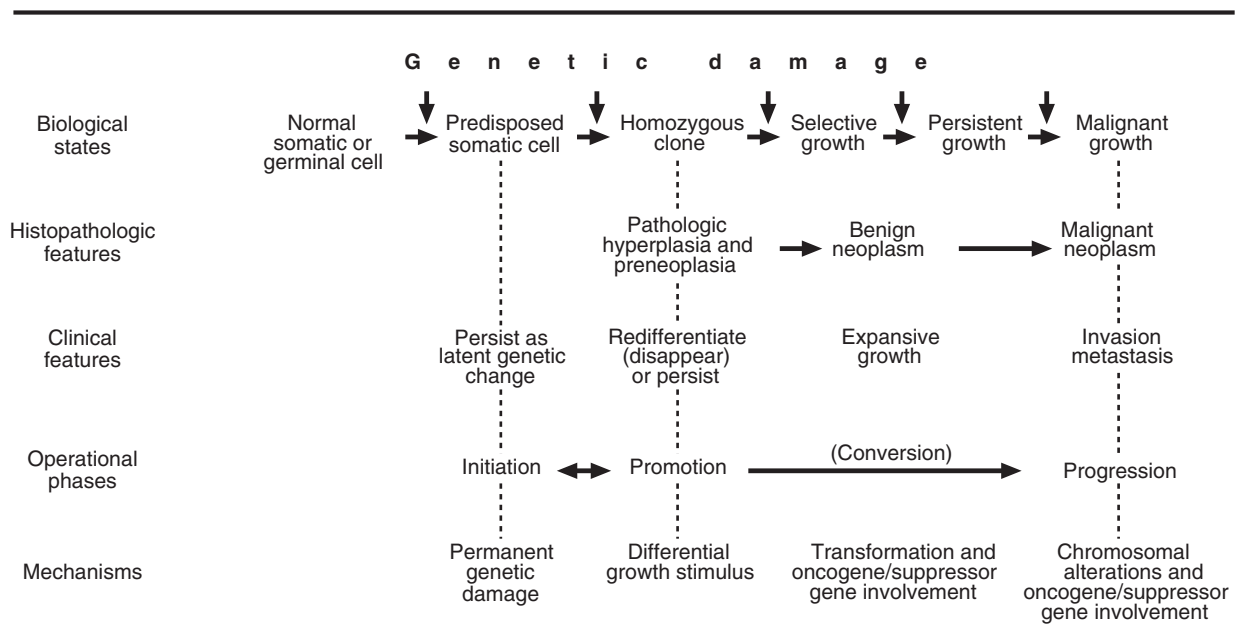 Genetic damage
Biological
states
Normal
somatic or
germinal cell
Predisposed
somatic cell
Homozygous
clone
Selective
growth
Persistent
growth
Malignant
growth
Histopathologic
features
Pathologic
hyperplasia and
preneoplasia
Benign
neoplasm
Malignant
neoplasm
Clinical
features
Persist as
latent genetic
change
Redifferentiate
(disappear)
or persist
Expansive
growth
Invasion
metastasis
Operational
phases
Initiation
Promotion
(Conversion)
Progression
Mechanisms
Permanent
genetic
damage
Differential
growth stimulus
Transformation and
oncogene/suppressor
gene involvement
Chromosomal
alterations and
oncogene/suppressor
gene involvement